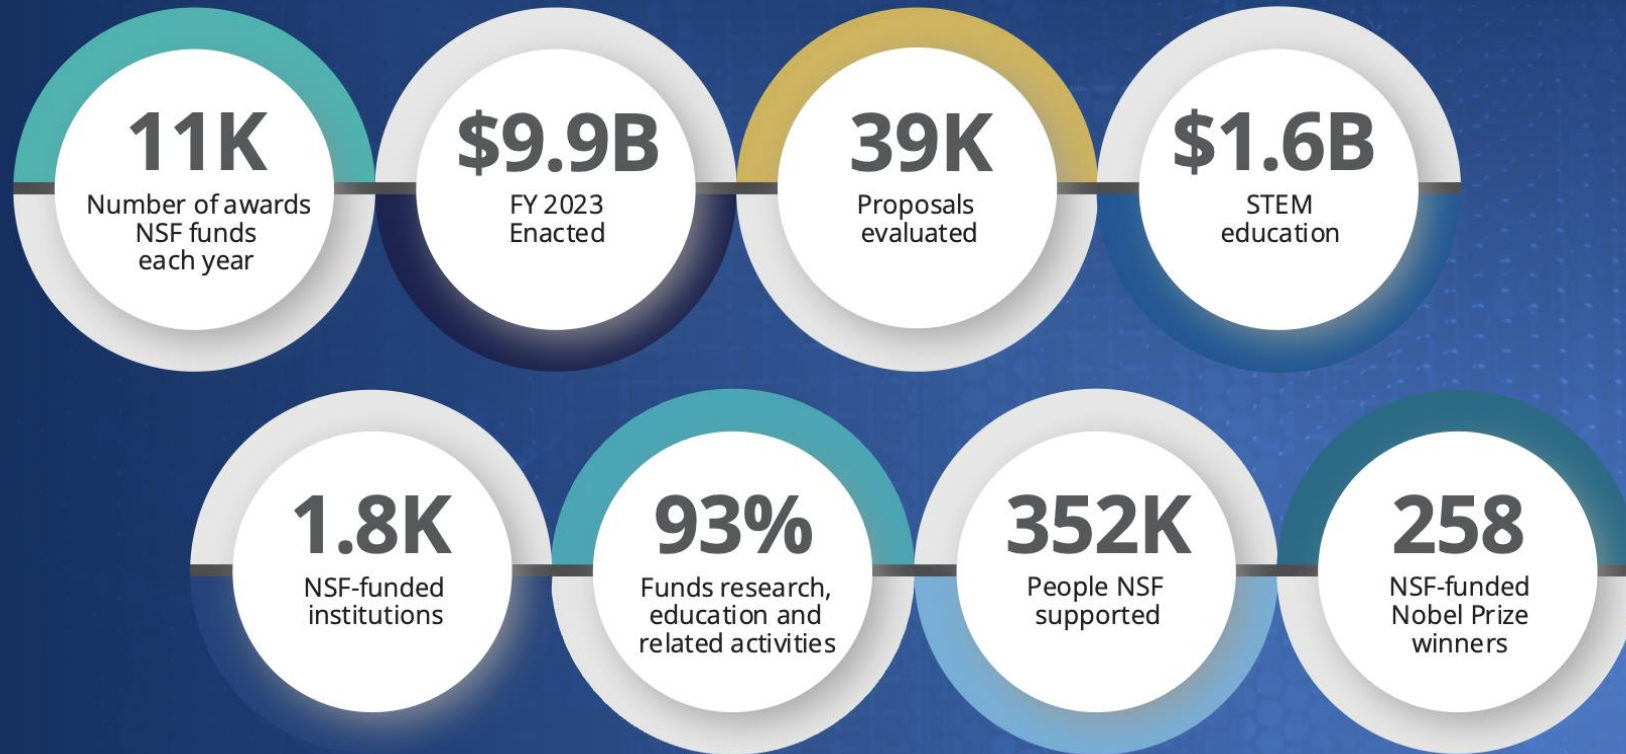 11K
Number of awards
NSF funds
each year
$9.9B
FY 2023
Enacted
39K
Proposals
evaluated
$1.6B
STEM
education
1.8K
NSF-funded
institutions
93%
Funds research,
education and
related activities
352K
People NSF
supported
258
NSF-funded
Nobel Prize
winners